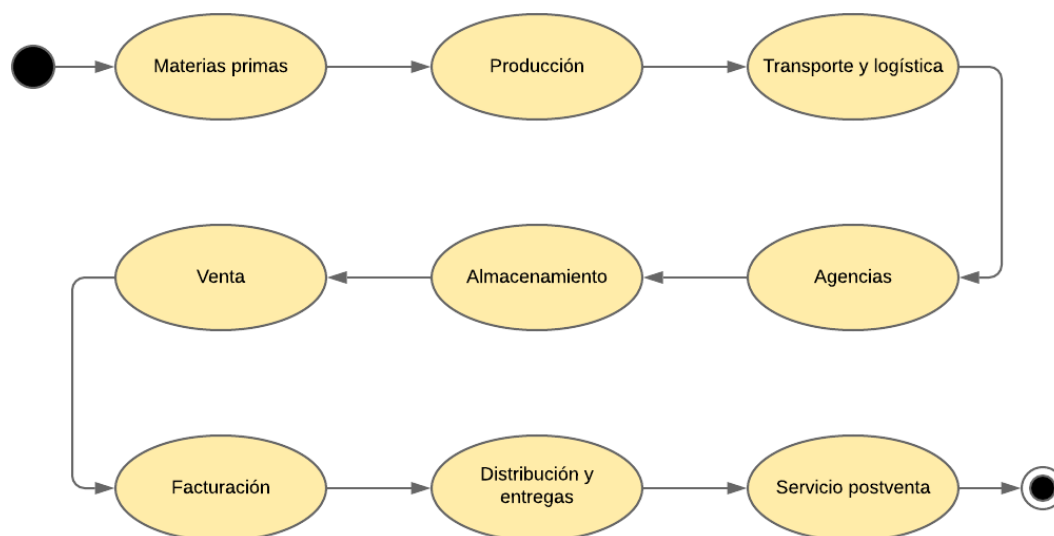 Materias primas
Producción
Transporte y logística
Venta
Almacenamiento
Agencias
Facturación
Distribución y
entregas
Servicio postventa